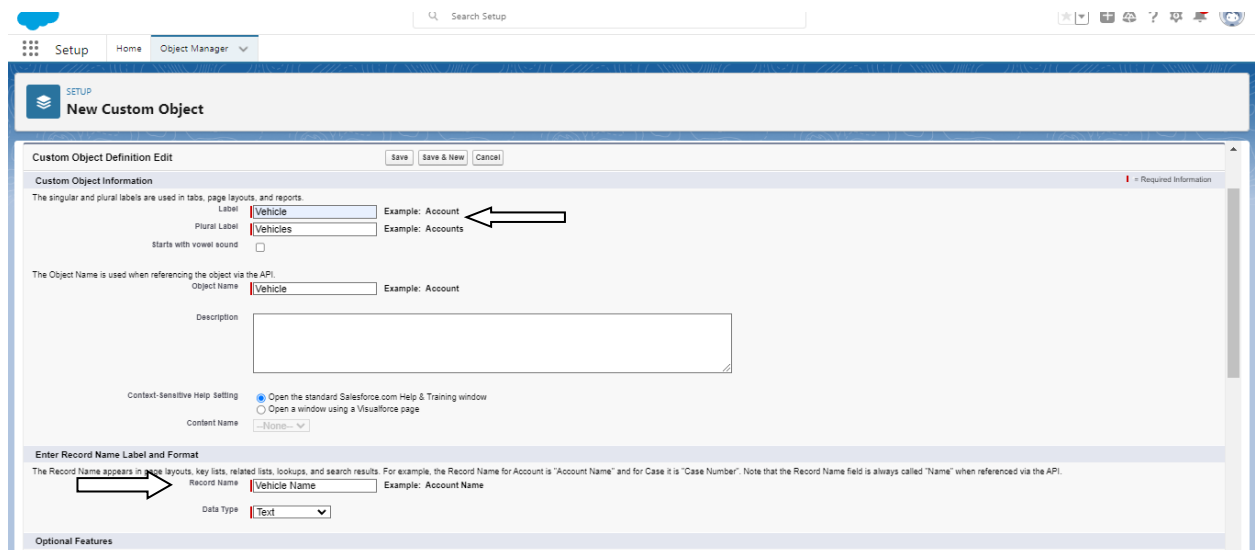 Search Setup
Setup Home Object Manager
SETUP
New Custom Object
Custom Object Definition Edit Save Save & New Cancel
Custom Object Information = Required Information
The singular and plural labels are used in tabs, page layouts, and reports.
Label Vehicle Example: Account
Plural Label Vehicles Example: Accounts
Starts with vowel sound
The Object Name is used when referencing the object via the API.
Object Name Vehicle Example: Account
Description
Context-Sensitive Help Setting Open the standard Salesforce.com Help & Training window
Open a window using a Visualforce page
Content Name --None--
Enter Record Name Label and Format
The Record Name appears in page layouts, key lists, related lists, lookups, and search results. For example, the Record Name for Account is "Account Name" and for Case it is "Case Number". Note that the Record Name field is always called "Name" when referenced via the API.
Record Name Vehicle Name Example: Account Name
Data Type Text
Optional Features